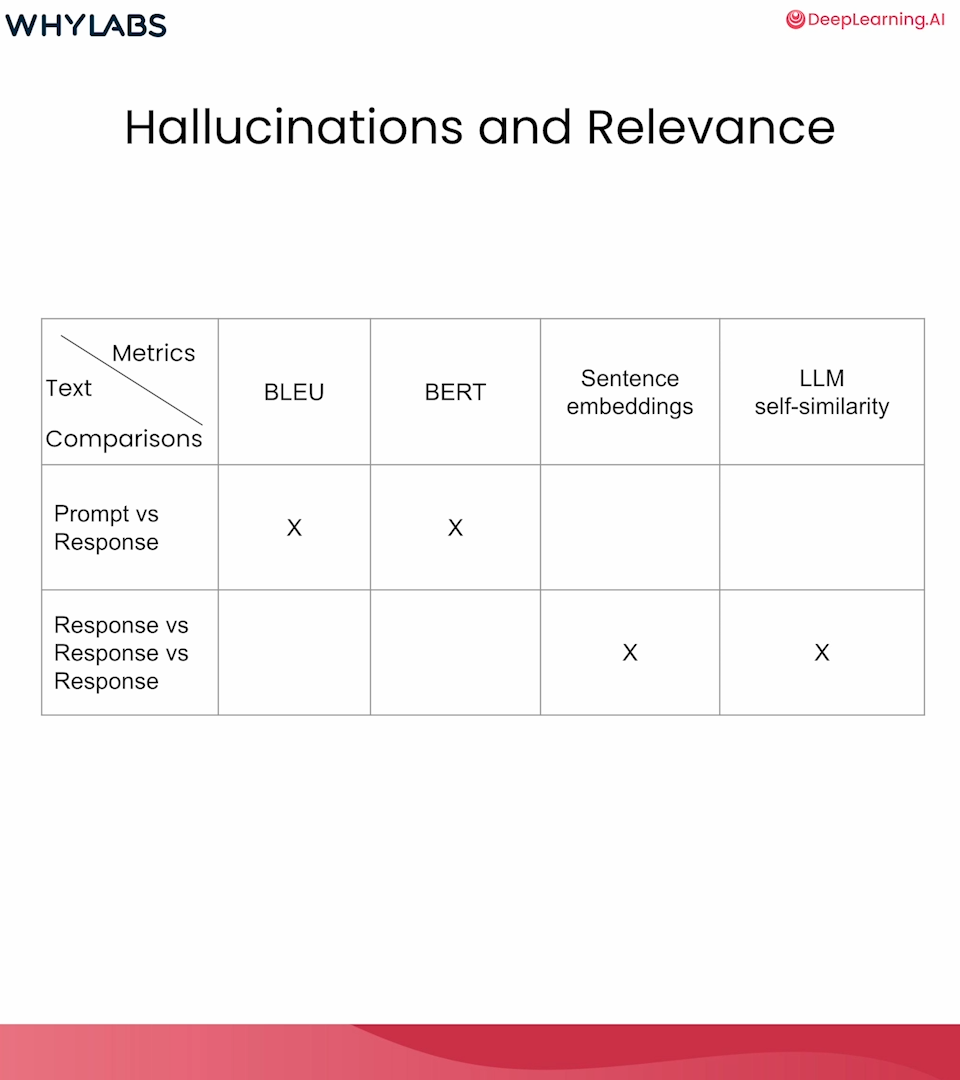 WHYLABS
DeepLearning.AI
Hallucinations and Relevance
Metrics
Text
Comparisons
BLEU
BERT
Sentence
embeddings
LLM
self-similarity
Prompt vs
Response
X
X
Response vs
Response vs
Response
X
X